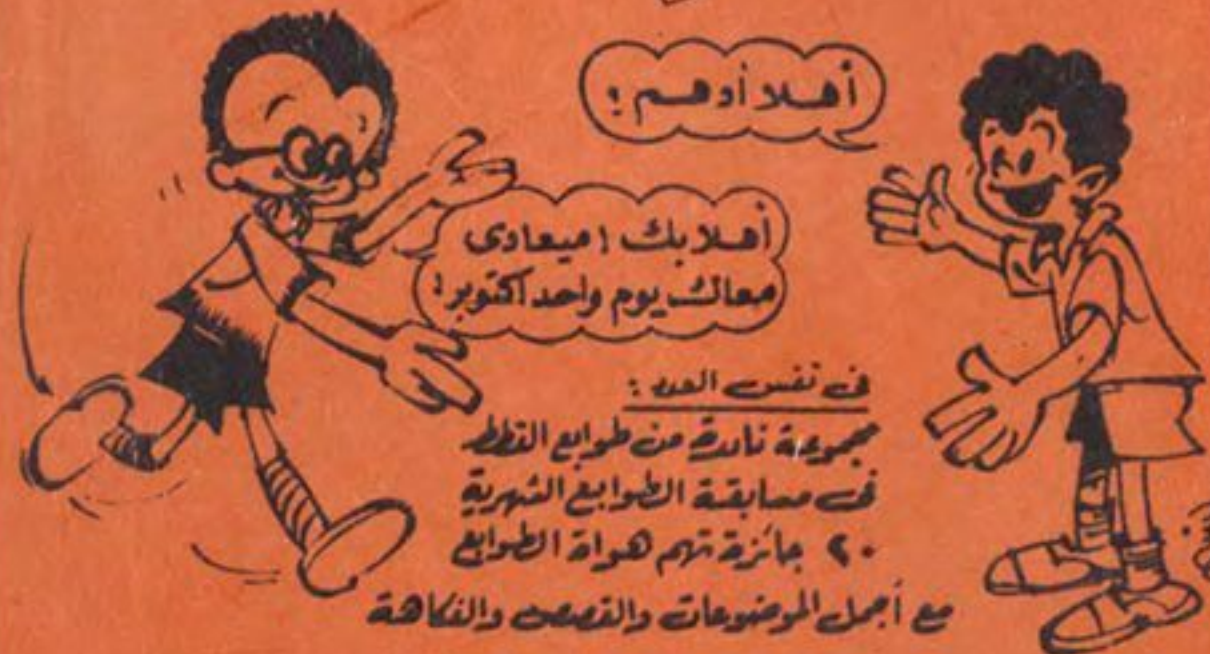 أهلا أدهم !
أهلا بك ! ميعادى
معاك يوم واحد اكتوبر !
فى نفس العدد :
مجموعة نادرة من طوابع القطط
فى مسابقة الطوابع الشهرية
٢٠ جائزة تهم هواة الطوابع
مع أجمل الموضوعات والقصص والفكاهة